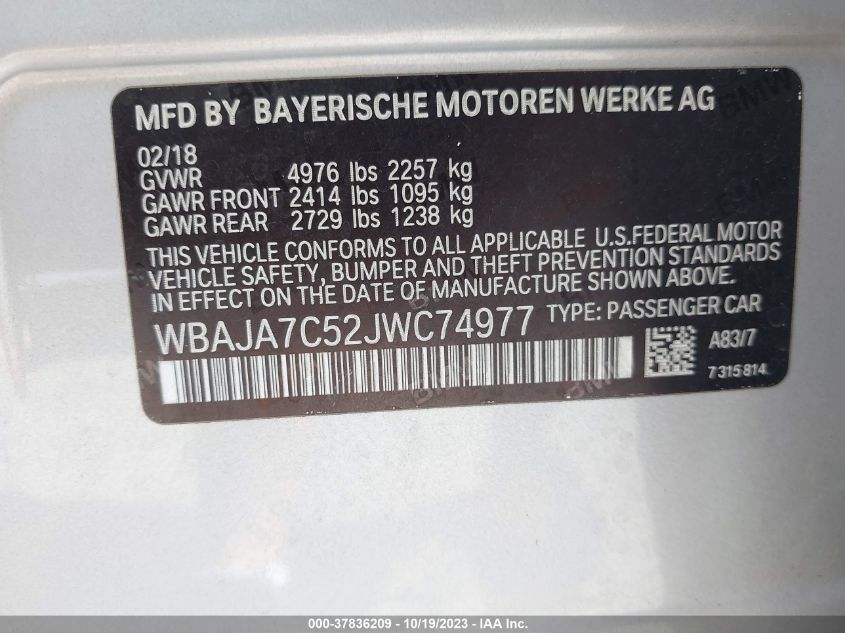 MFD BY BAYERISCHE MOTOREN WERKE AG
02/18
GVWR 4976 lbs 2257 kg
GAWR FRONT 2414 lbs 1095 kg
GAWR REAR 2729 lbs 1238 kg
THIS VEHICLE CONFORMS TO ALL APPLICABLE U.S.FEDERAL MOTOR
VEHICLE SAFETY, BUMPER AND THEFT PREVENTION STANDARDS
IN EFFECT ON THE DATE OF MANUFACTURE SHOWN ABOVE.
WBAJA7C52JWC74977 TYPE: PASSENGER CAR
A83/7
7 315 814
000-37836209 - 10/19/2023 - IAAI.com